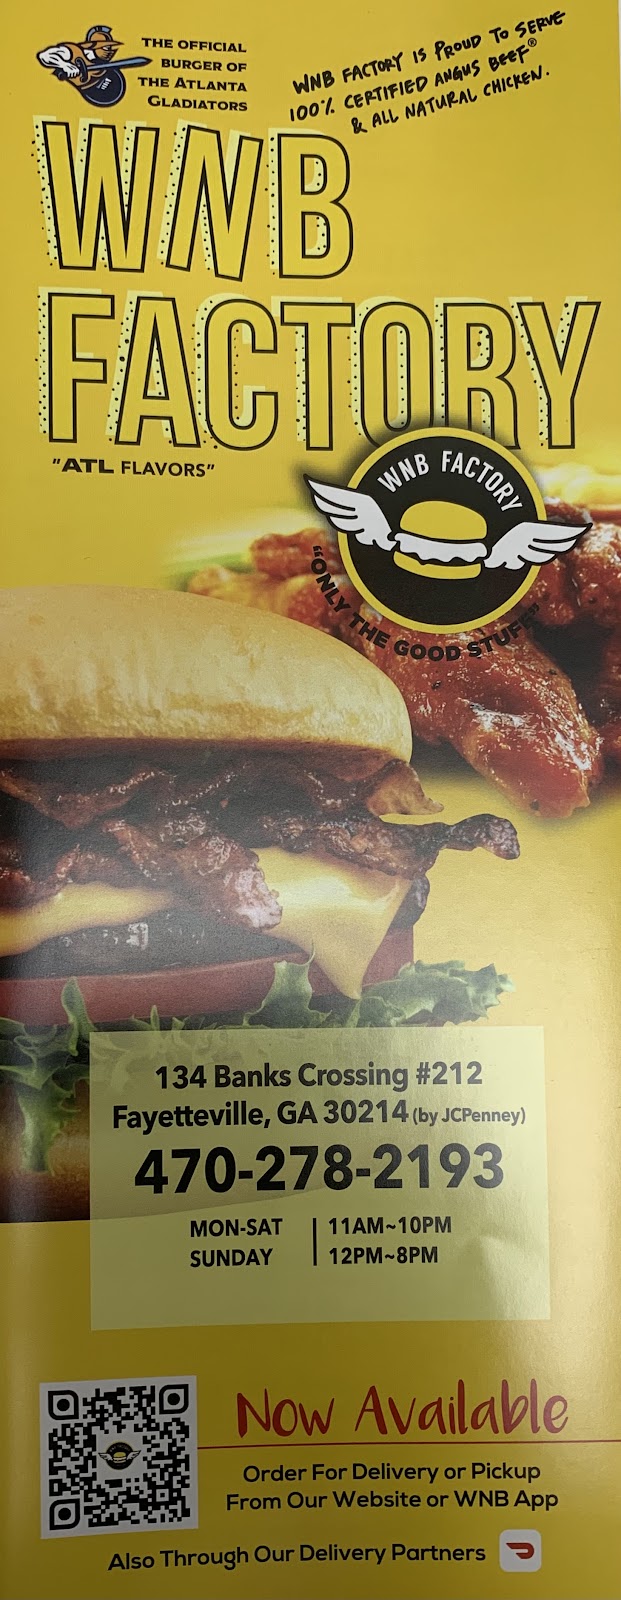 THE OFFICIAL
BURGER OF
THE ATLANTA
GLADIATORS
WNB FACTORY IS PROUD TO SERVE
100% CERTIFIED ANGUS BEEF®
& ALL NATURAL CHICKEN.
WNB
FACTORY
"ATL FLAVORS"
WNB FACTORY
"ONLY THE GOOD STUFF"
134 Banks Crossing #212
Fayetteville, GA 30214 (by JCPenney)
470-278-2193
MON-SAT | 11AM~10PM
SUNDAY | 12PM~8PM
Now Available
Order For Delivery or Pickup
From Our Website or WNB App
Also Through Our Delivery Partners